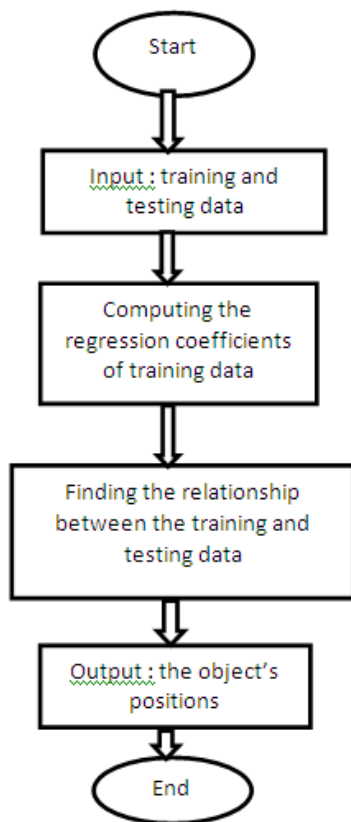 Start
Input : training and
testing data
Computing the
regression coefficients
of training data
Finding the relationship
between the training and
testing data
Output : the object's
positions
End